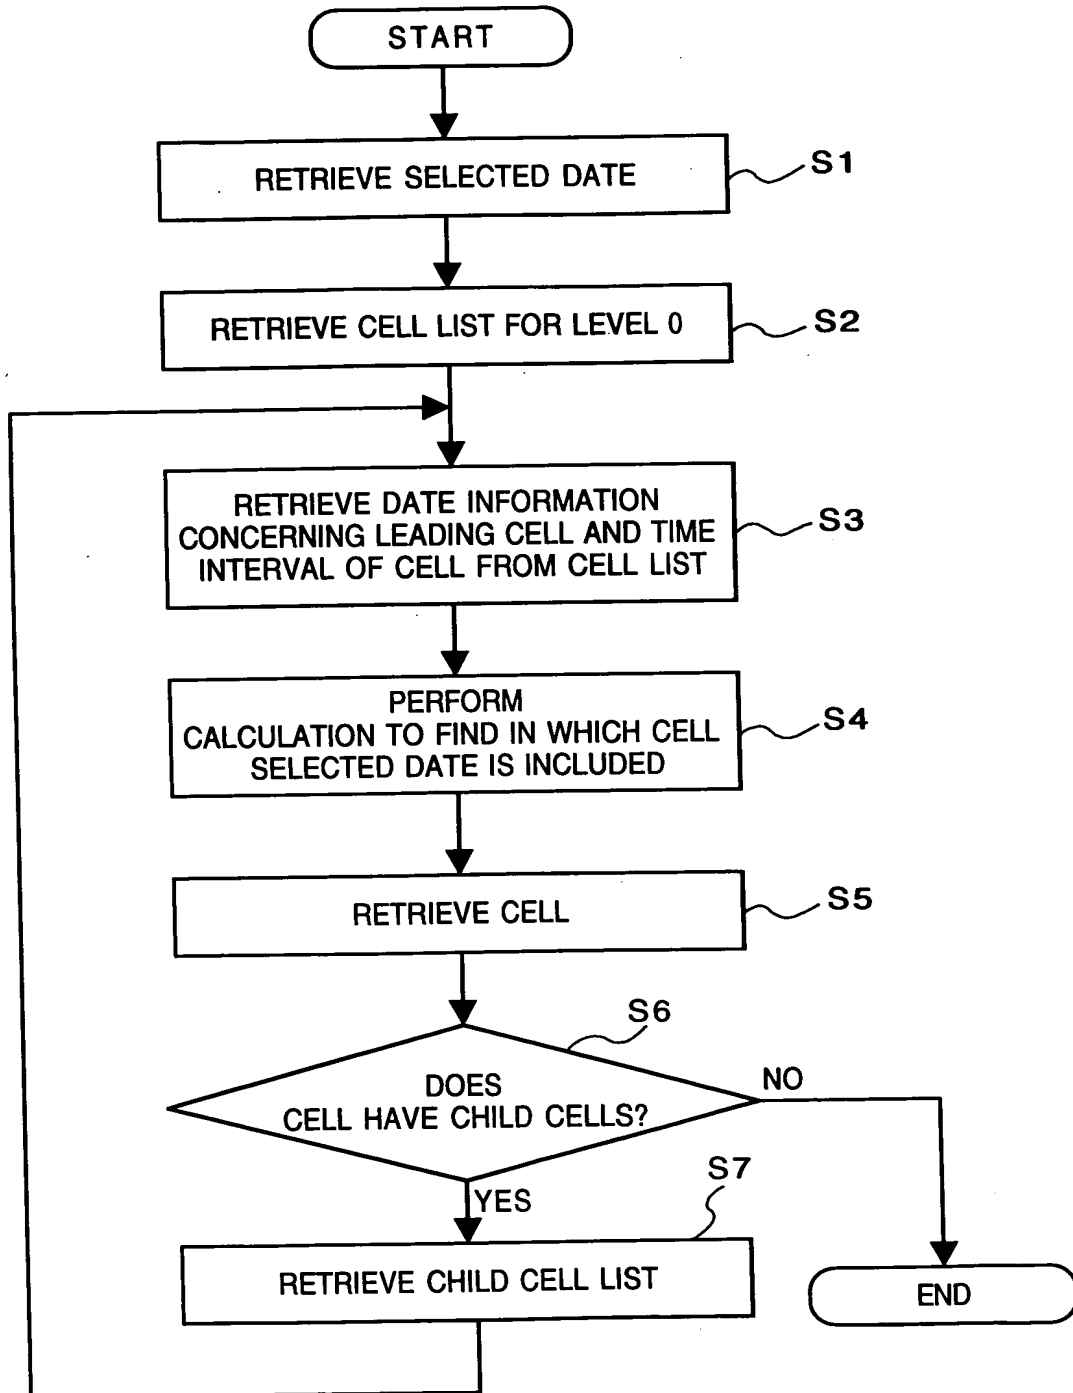 START
RETRIEVE SELECTED DATE
S1
RETRIEVE CELL LIST FOR LEVEL 0
S2
RETRIEVE DATE INFORMATION
CONCERNING LEADING CELL AND TIME
INTERVAL OF CELL FROM CELL LIST
S3
PERFORM
CALCULATION TO FIND IN WHICH CELL
SELECTED DATE IS INCLUDED
S4
RETRIEVE CELL
S5
S6
DOES
CELL HAVE CHILD CELLS?
NO
YES
S7
RETRIEVE CHILD CELL LIST
END